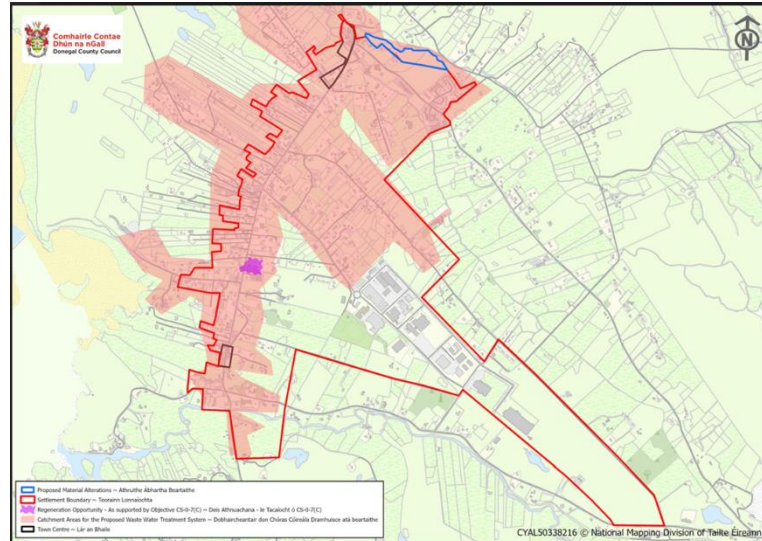 Comhairle Contae
Dhún na nGall
Donegal County Council
N
Proposed Material Alterations – Athruithe Ábhartha Beartaithe
Settlement Boundary – Teorainn Lonnaíochta
Regeneration Opportunity - As supported by Objective CS-O-7(C) – Deis Athnuachana - le Tacaíocht ó CS-O-7(C)
Catchment Areas for the Proposed Waste Water Treatment System – Dobharcheantair don Chóras Cóireála Dramhuisce atá beartaithe
Town Centre – Lár an Bhaile
CYAL50338216 © National Mapping Division of Tailte Éireann